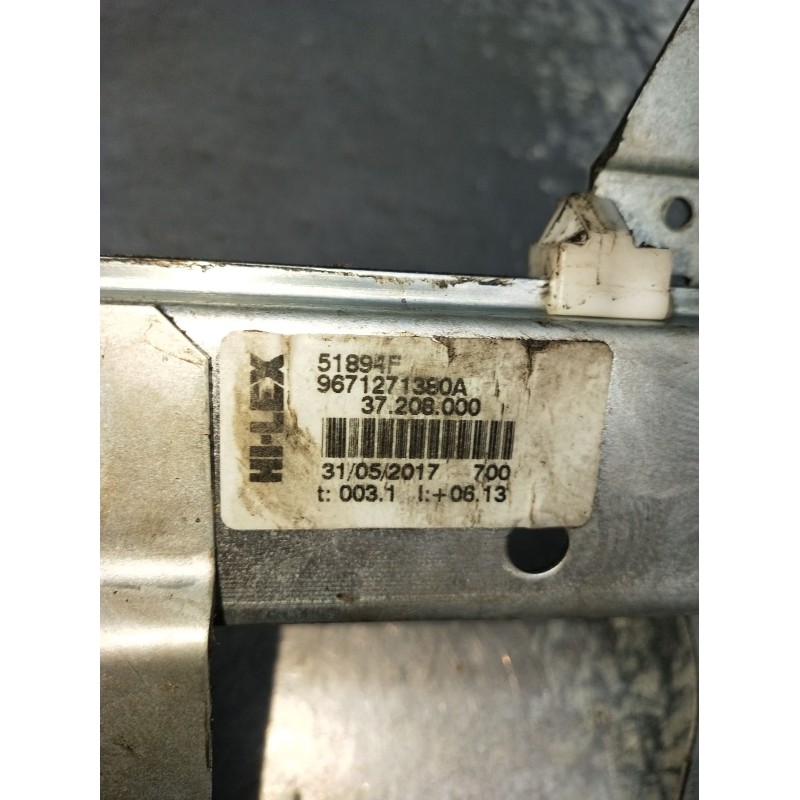 HI-LEX
51894F
9671271380A
37.208.000
31/05/2017 700
t: 003.1 l:+06.13